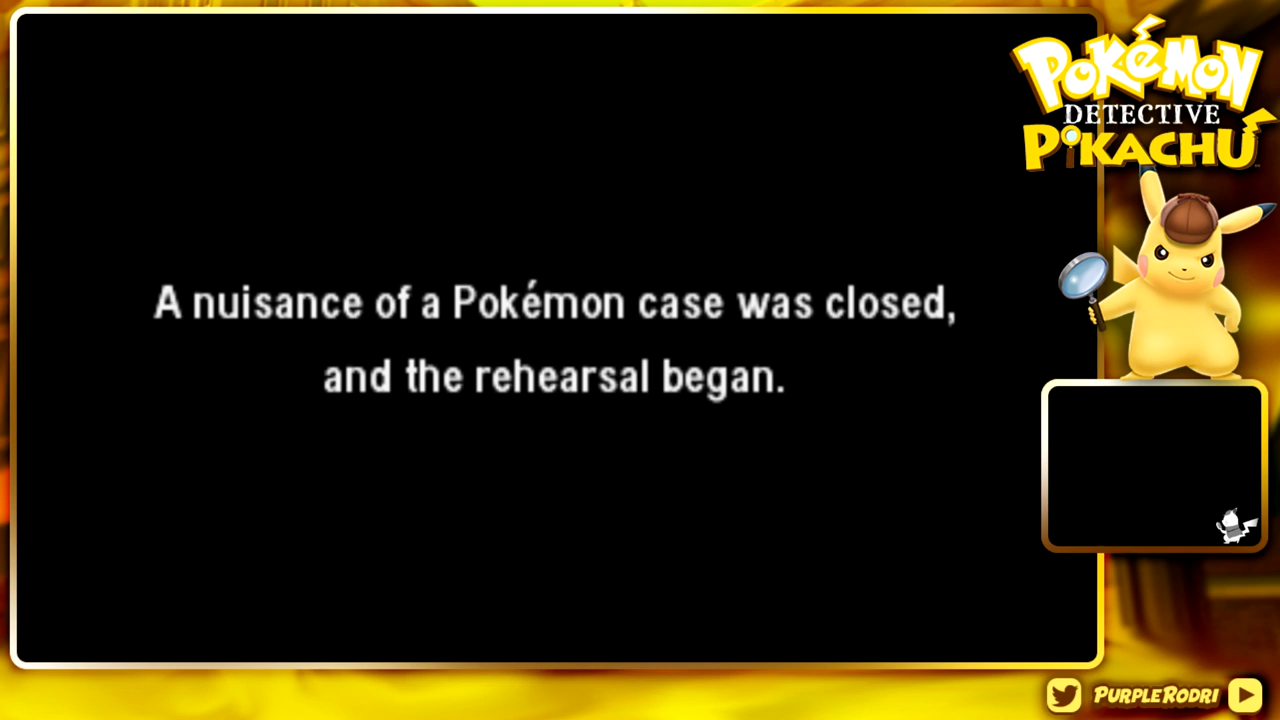 POKéMON
DETECTIVE
PIKACHU
A nuisance of a Pokémon case was closed,
and the rehearsal began.
PURPLERODRI